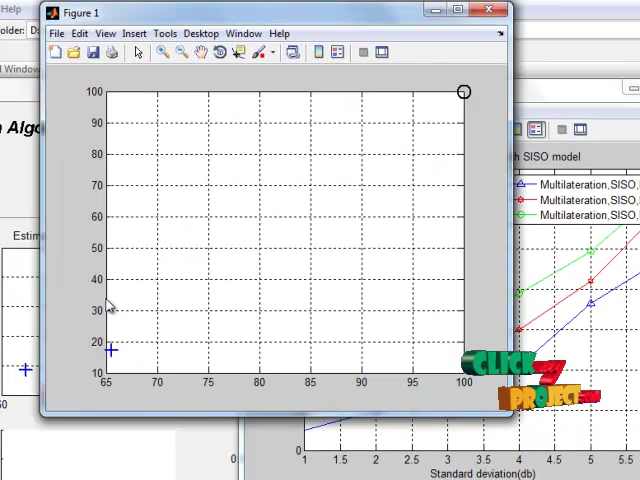 Help
Figure 1
older: D:
File Edit View Insert Tools Desktop Window Help
Window
100
90
80
70
60
50
40
30
20
10
65 70 75 80 85 90 95 100
Estim
60
h SISO model
Multilateration,SISO,
Multilateration,SISO,
Multilateration,SISO,
CLICK
PROJECT
0
1 1.5 2 2.5 3 3.5 4 4.5 5 5.5
Standard deviation(db)
0.